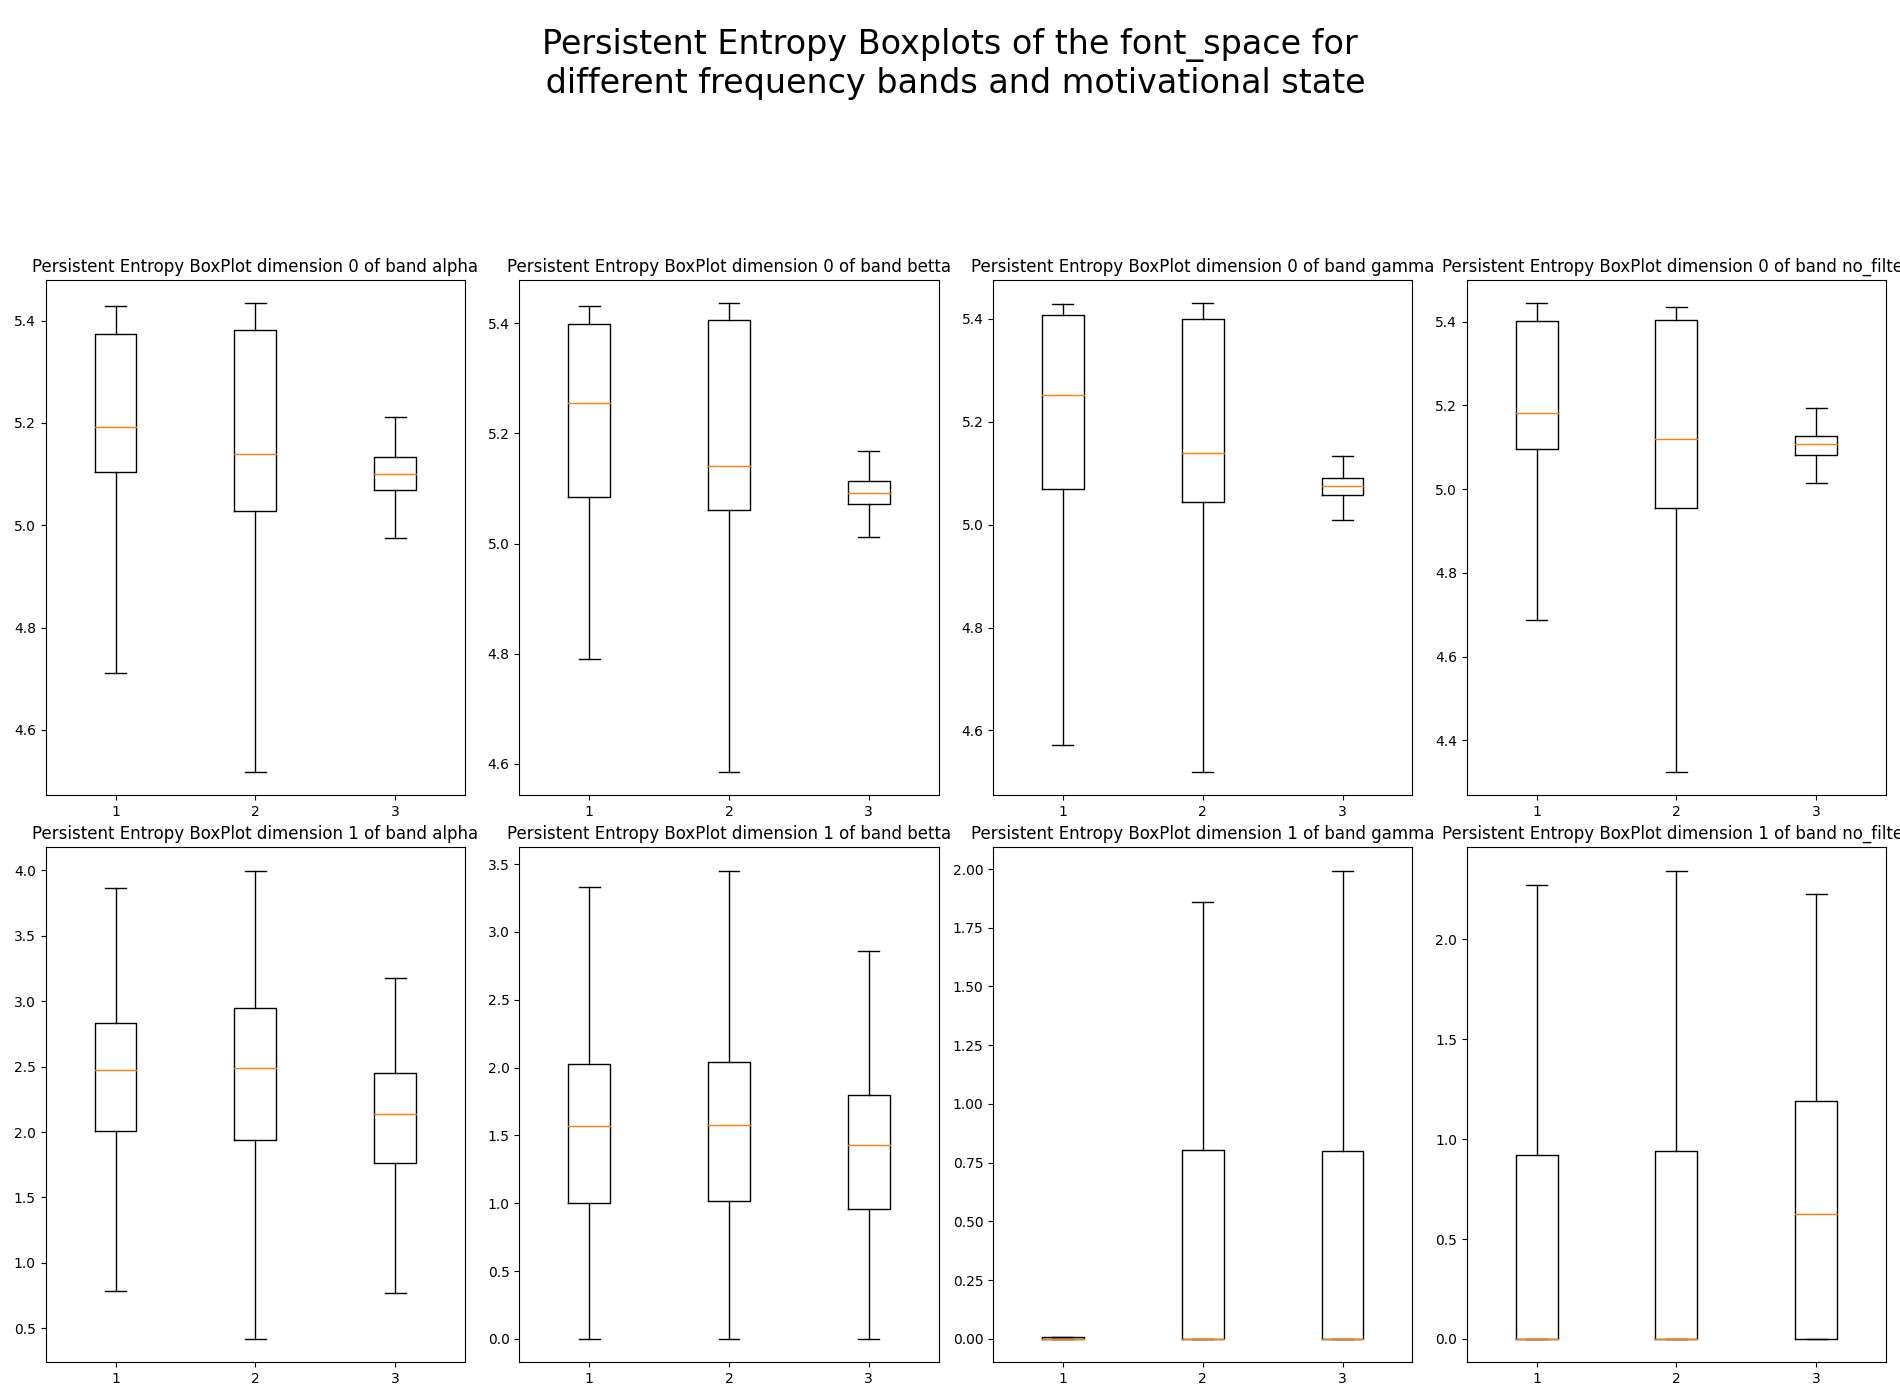 Persistent Entropy Boxplots of the font_space for
different frequency bands and motivational state
Persistent Entropy BoxPlot dimension 0 of band alpha
5.4
5.2
5.0
4.8
4.6
1 2 3
Persistent Entropy BoxPlot dimension 0 of band betta
5.4
5.2
5.0
4.8
4.6
1 2 3
Persistent Entropy BoxPlot dimension 0 of band gamma
5.4
5.2
5.0
4.8
4.6
1 2 3
Persistent Entropy BoxPlot dimension 0 of band no_filte
5.4
5.2
5.0
4.8
4.6
4.4
1 2 3
Persistent Entropy BoxPlot dimension 1 of band alpha
4.0
3.5
3.0
2.5
2.0
1.5
1.0
0.5
1 2 3
Persistent Entropy BoxPlot dimension 1 of band betta
3.5
3.0
2.5
2.0
1.5
1.0
0.5
0.0
1 2 3
Persistent Entropy BoxPlot dimension 1 of band gamma
2.00
1.75
1.50
1.25
1.00
0.75
0.50
0.25
0.00
1 2 3
Persistent Entropy BoxPlot dimension 1 of band no_filte
2.0
1.5
1.0
0.5
0.0
1 2 3